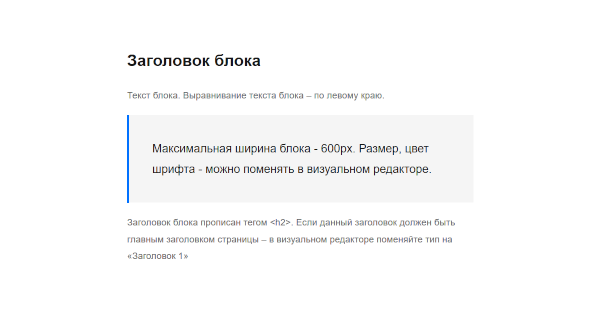 Заголовок блока
Текст блока. Выравнивание текста блока – по левому краю.
Максимальная ширина блока - 600px. Размер, цвет
шрифта - можно поменять в визуальном редакторе.
Заголовок блока прописан тегом <h2>. Если данный заголовок должен быть
главным заголовком страницы – в визуальном редакторе поменяйте тип на
«Заголовок 1»